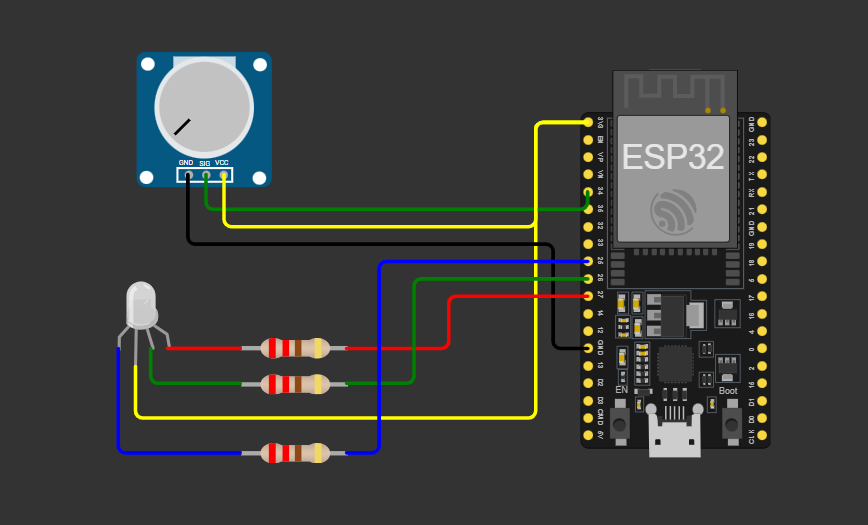 GND SIG VCC
ESP32
3V3
EN
VP
VN
34
35
32
33
25
26
27
14
12
GND
13
D2
D3
CMD
5V
GND
23
22
TX
RX
21
GND
19
18
5
17
16
4
0
2
15
D1
D0
CLK
EN
Boot